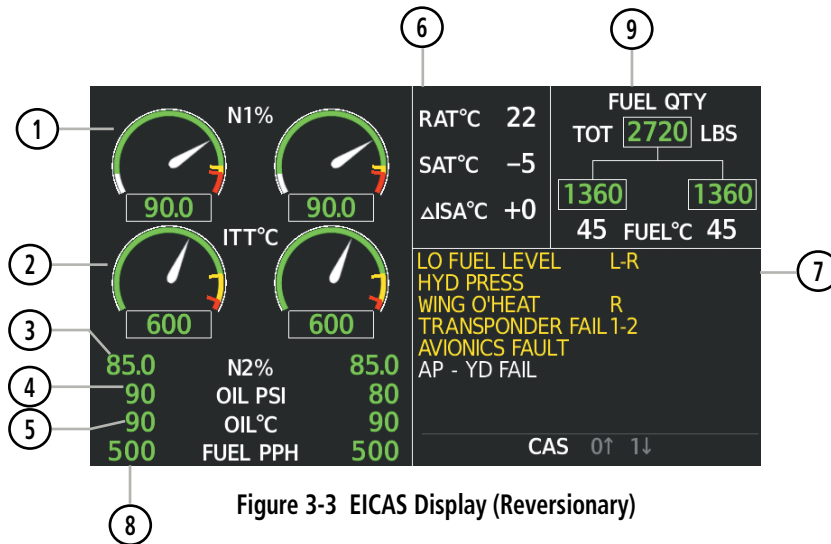 6
9
1
N1%
90.0
90.0
2
ITT°C
600
600
3
85.0 N2% 85.0
4
90 OIL PSI 80
5
90 OIL°C 90
500 FUEL PPH 500
8
RAT°C 22
SAT°C –5
△ISA°C +0
FUEL QTY
TOT 2720 LBS
1360 1360
45 FUEL°C 45
7
LO FUEL LEVEL L-R
HYD PRESS
WING O'HEAT R
TRANSPONDER FAIL 1-2
AVIONICS FAULT
AP - YD FAIL
CAS 0↑ 1↓
Figure 3-3 EICAS Display (Reversionary)